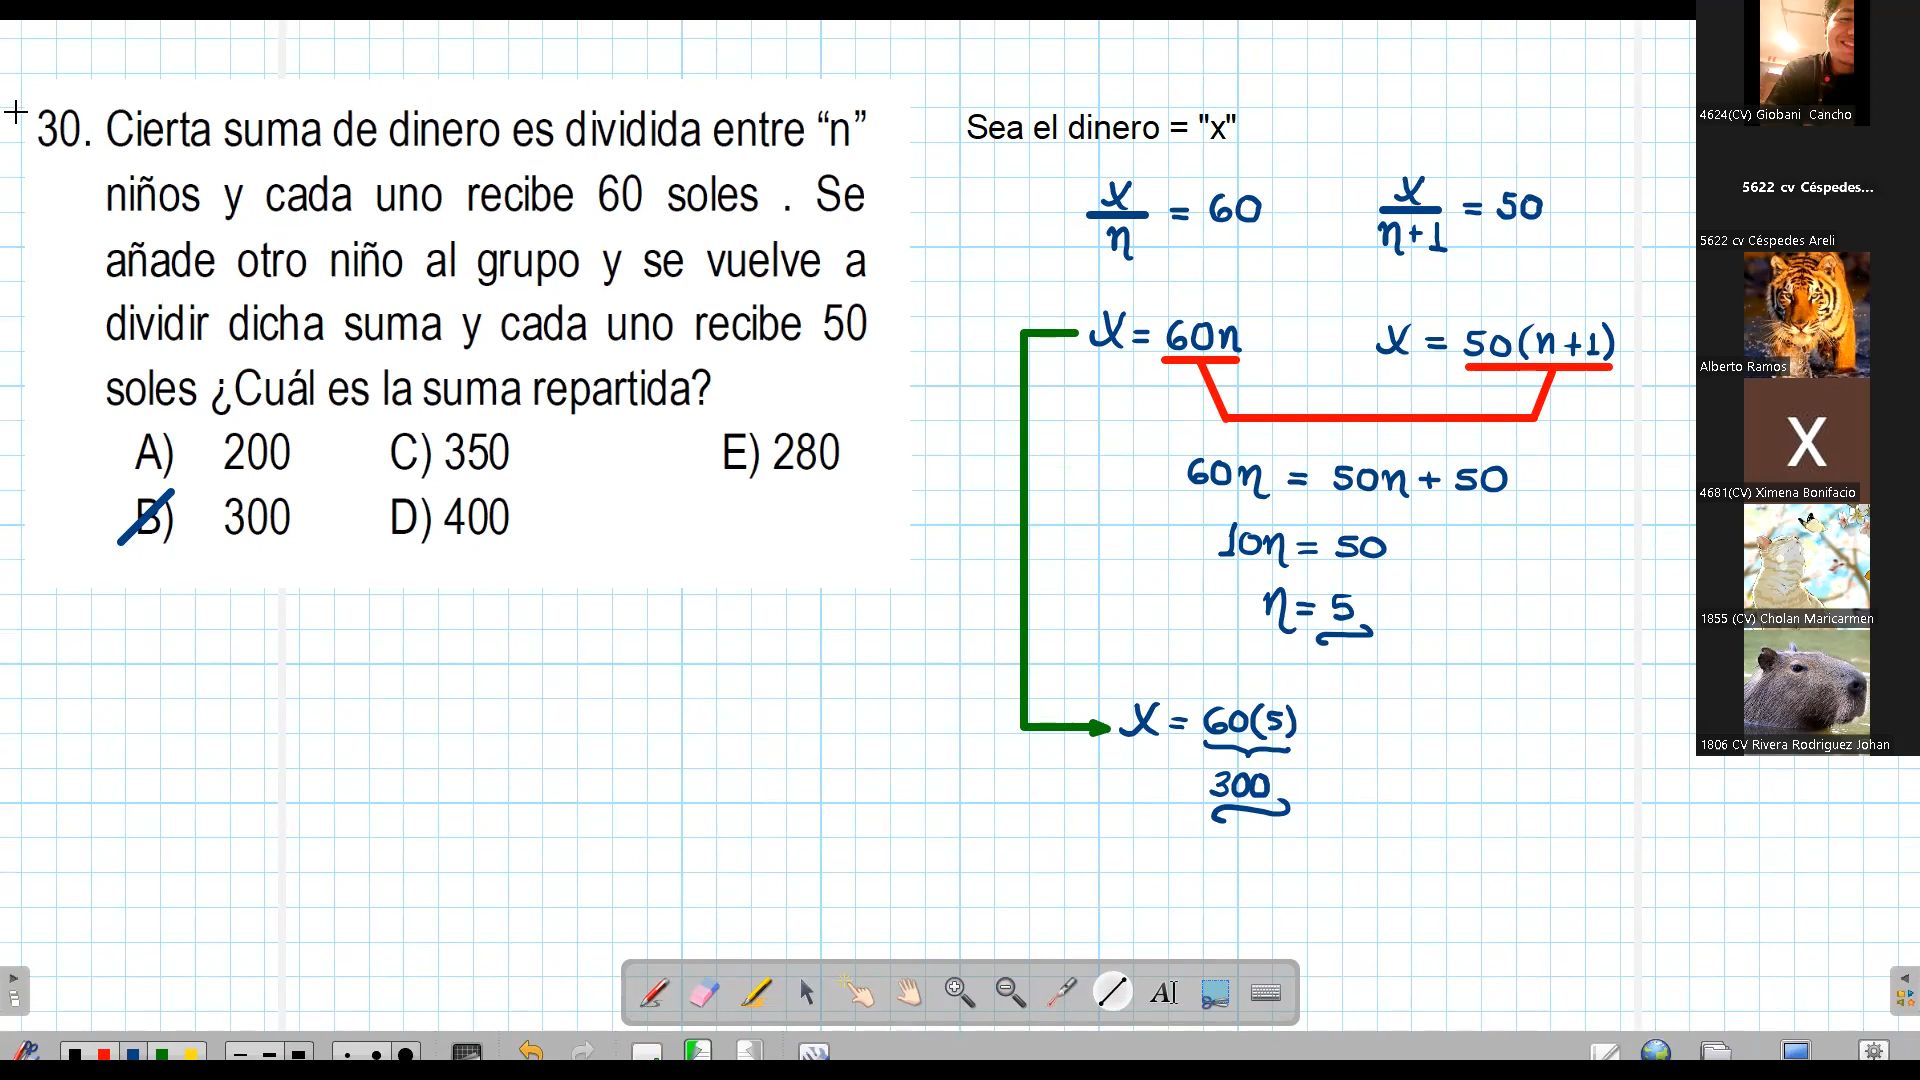 30. Cierta suma de dinero es dividida entre “n”
niños y cada uno recibe 60 soles . Se
añade otro niño al grupo y se vuelve a
dividir dicha suma y cada uno recibe 50
soles ¿Cuál es la suma repartida?
A) 200 C) 350 E) 280
B) 300 D) 400
Sea el dinero = "x"
x/n = 60 x/n+1 = 50
x = 60n x = 50(n+1)
60n = 50n + 50
10n = 50
n = 5
x = 60(5)
300
4624(CV) Giobani Cancho
5622 cv Céspedes...
5622 cv Céspedes Areli
Alberto Ramos
X
4681(CV) Ximena Bonifacio
1855 (CV) Cholan Maricarmen
1806 CV Rivera Rodriguez Johan